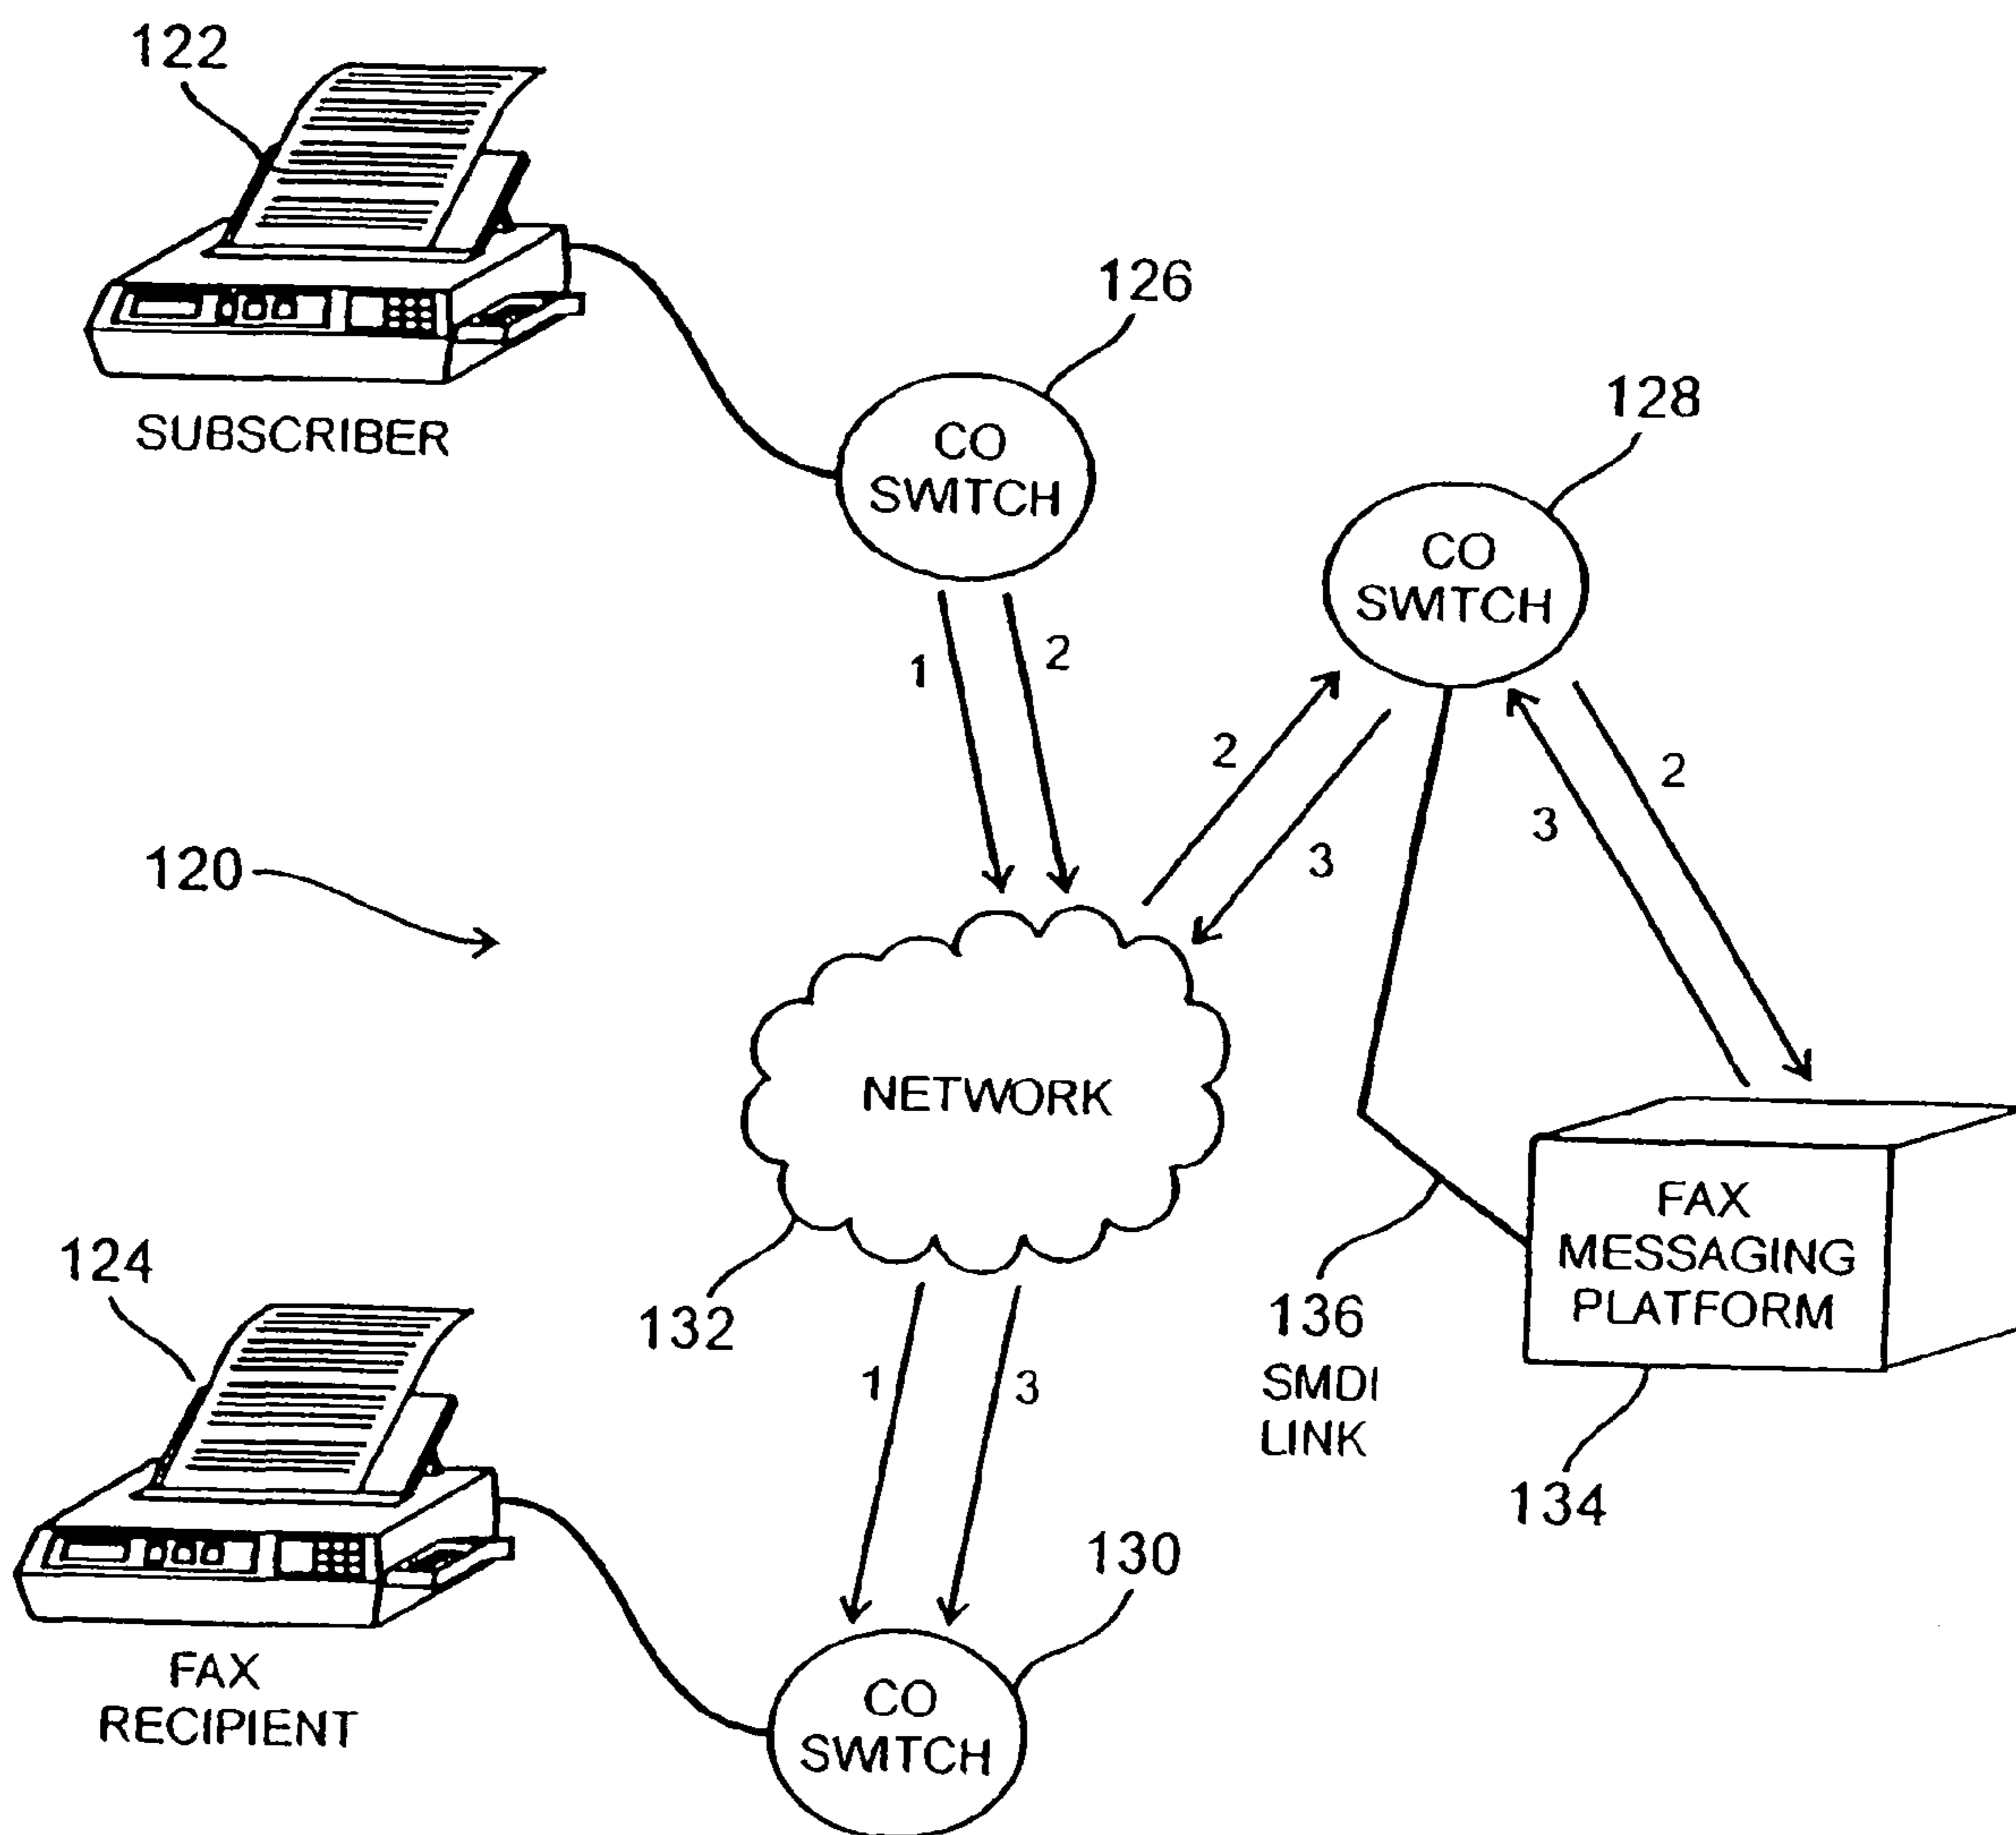 122
SUBSCRIBER
126
CO
SWITCH
128
CO
SWITCH
1
2
2
3
3
2
120
NETWORK
132
124
FAX
RECIPIENT
136
SMDI
LINK
FAX
MESSAGING
PLATFORM
134
1
3
130
CO
SWITCH